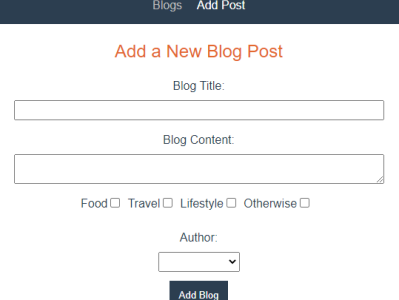 Blogs Add Post
Add a New Blog Post
Blog Title:
Blog Content:
Food Travel Lifestyle Otherwise
Author:
Add Blog